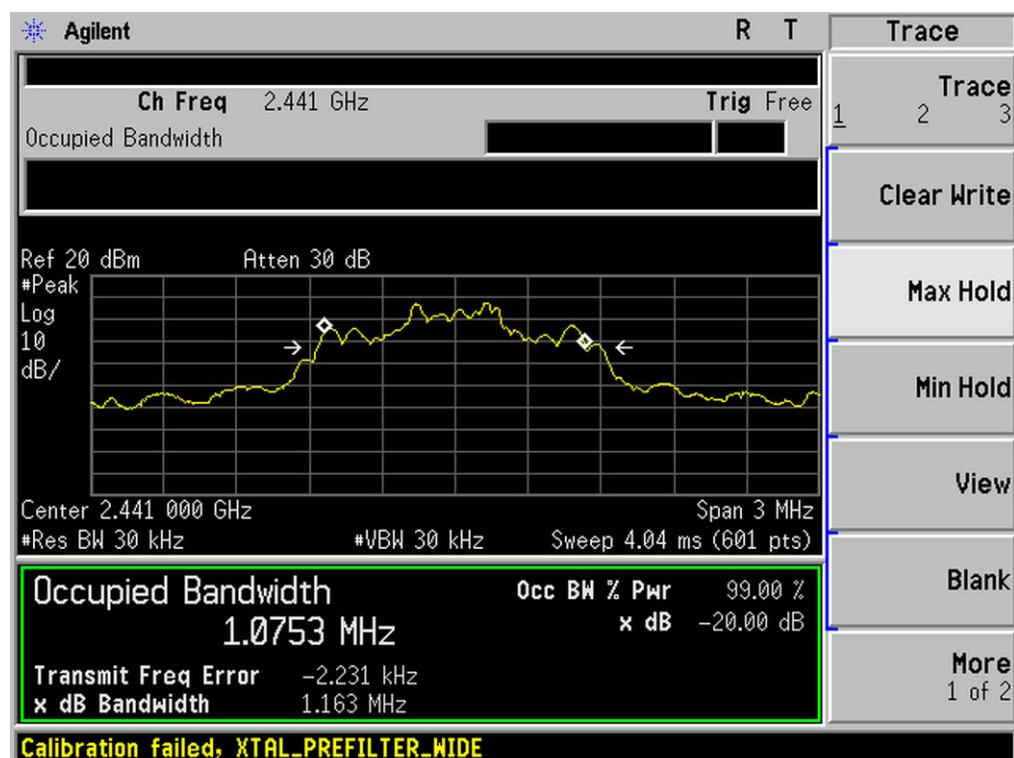 Agilent R T Trace
Ch Freq 2.441 GHz Trig Free
Occupied Bandwidth
Trace
1 2 3
Clear Write
Max Hold
Min Hold
View
Blank
More
1 of 2
Ref 20 dBm Atten 30 dB
#Peak
Log
10
dB/
Center 2.441 000 GHz Span 3 MHz
#Res BW 30 kHz #VBW 30 kHz Sweep 4.04 ms (601 pts)
Occupied Bandwidth Occ BW % Pwr 99.00 %
1.0753 MHz x dB -20.00 dB
Transmit Freq Error -2.231 kHz
x dB Bandwidth 1.163 MHz
Calibration failed, XTAL_PREFILTER_WIDE